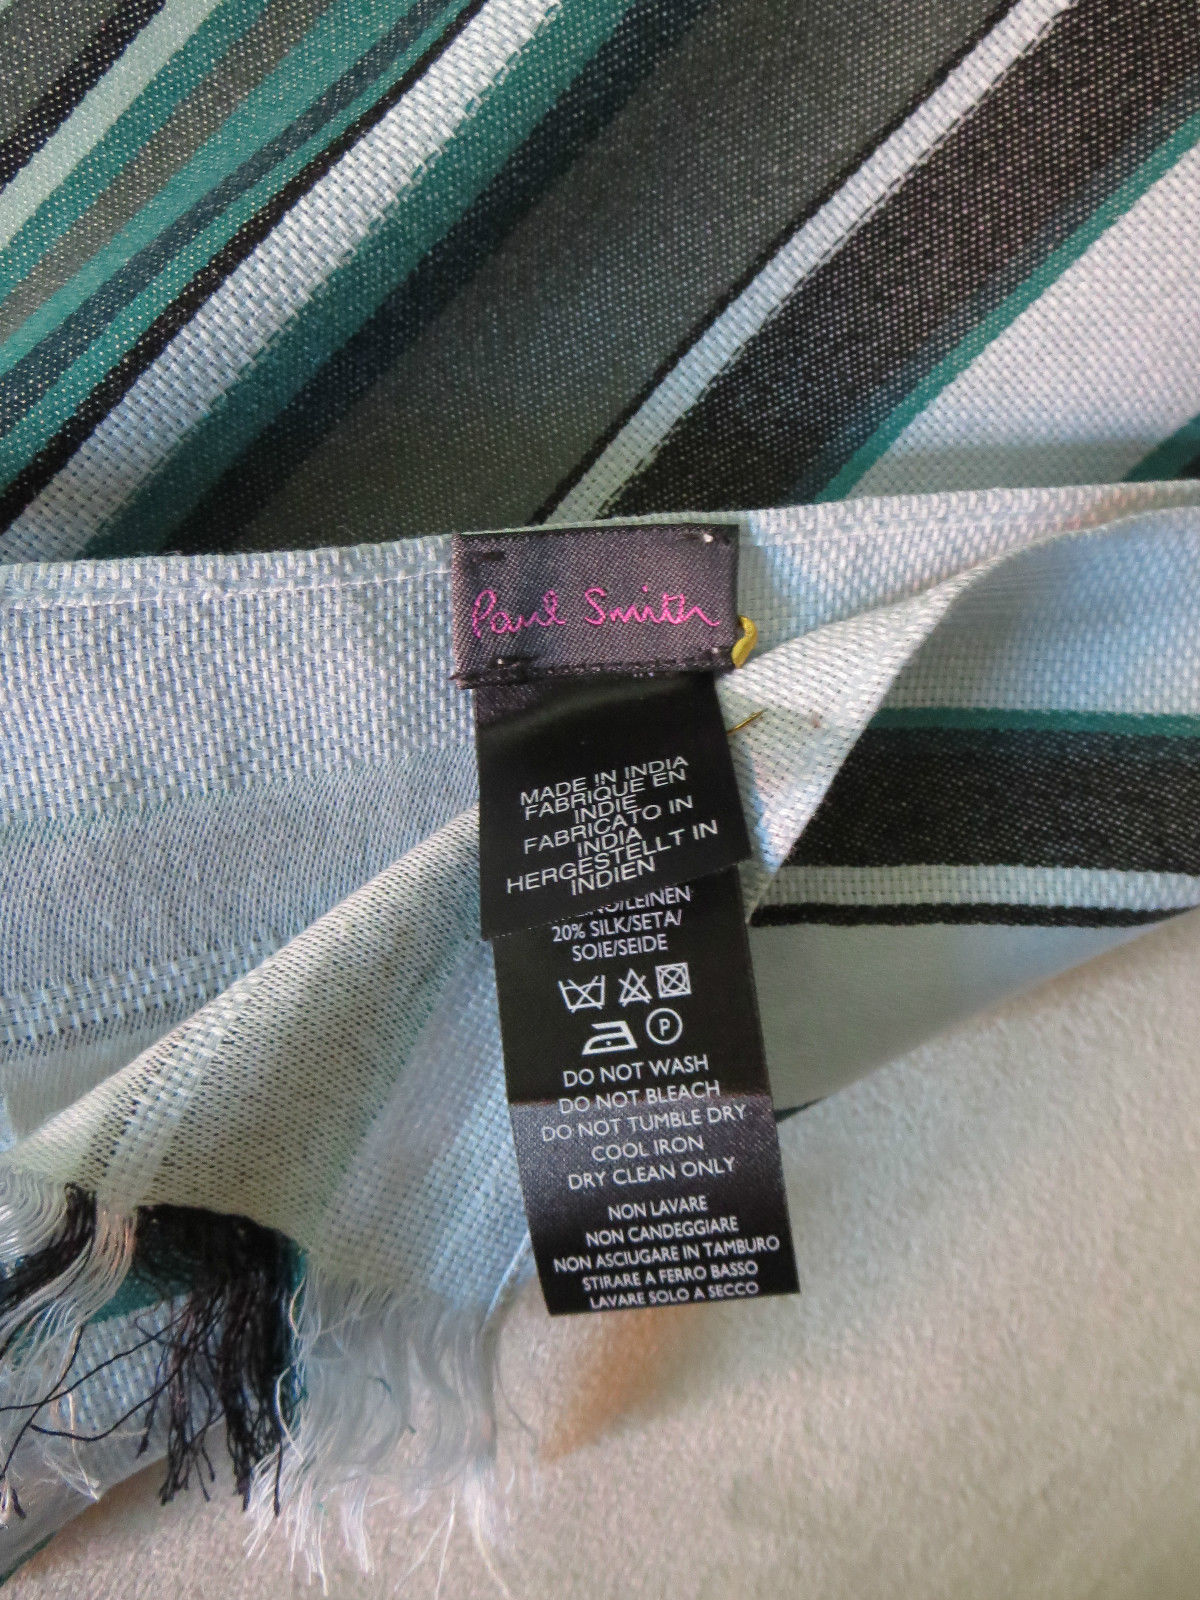 Paul Smith
MADE IN INDIA
FABRIQUE EN
INDIE
FABRICATO IN
INDIA
HERGESTELLT IN
INDIEN
/LEINEN
20% SILK/SETA/
SOIE/SEIDE
P
DO NOT WASH
DO NOT BLEACH
DO NOT TUMBLE DRY
COOL IRON
DRY CLEAN ONLY
NON LAVARE
NON CANDEGGIARE
NON ASCIUGARE IN TAMBURO
STIRARE A FERRO BASSO
LAVARE SOLO A SECCO